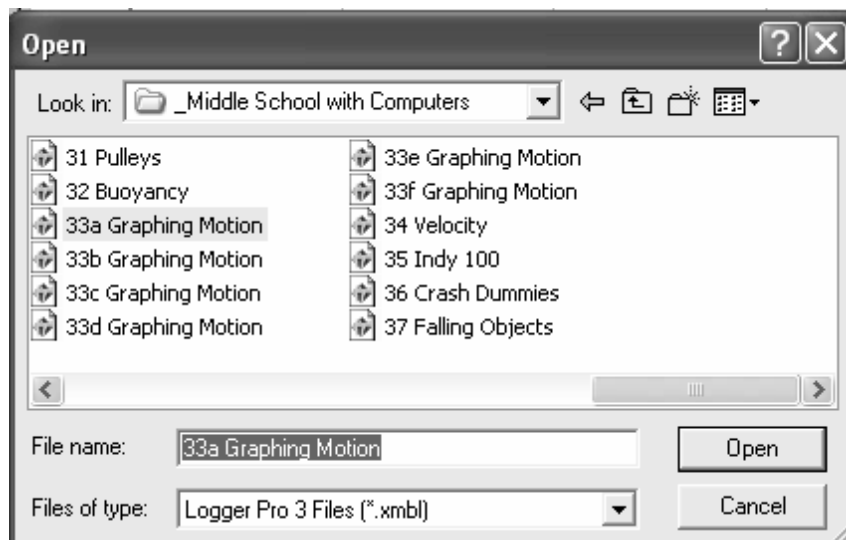 Open
Look in: _Middle School with Computers
31 Pulleys
32 Buoyancy
33a Graphing Motion
33b Graphing Motion
33c Graphing Motion
33d Graphing Motion
33e Graphing Motion
33f Graphing Motion
34 Velocity
35 Indy 100
36 Crash Dummies
37 Falling Objects
File name: 33a Graphing Motion
Open
Files of type: Logger Pro 3 Files (*.xmbl)
Cancel